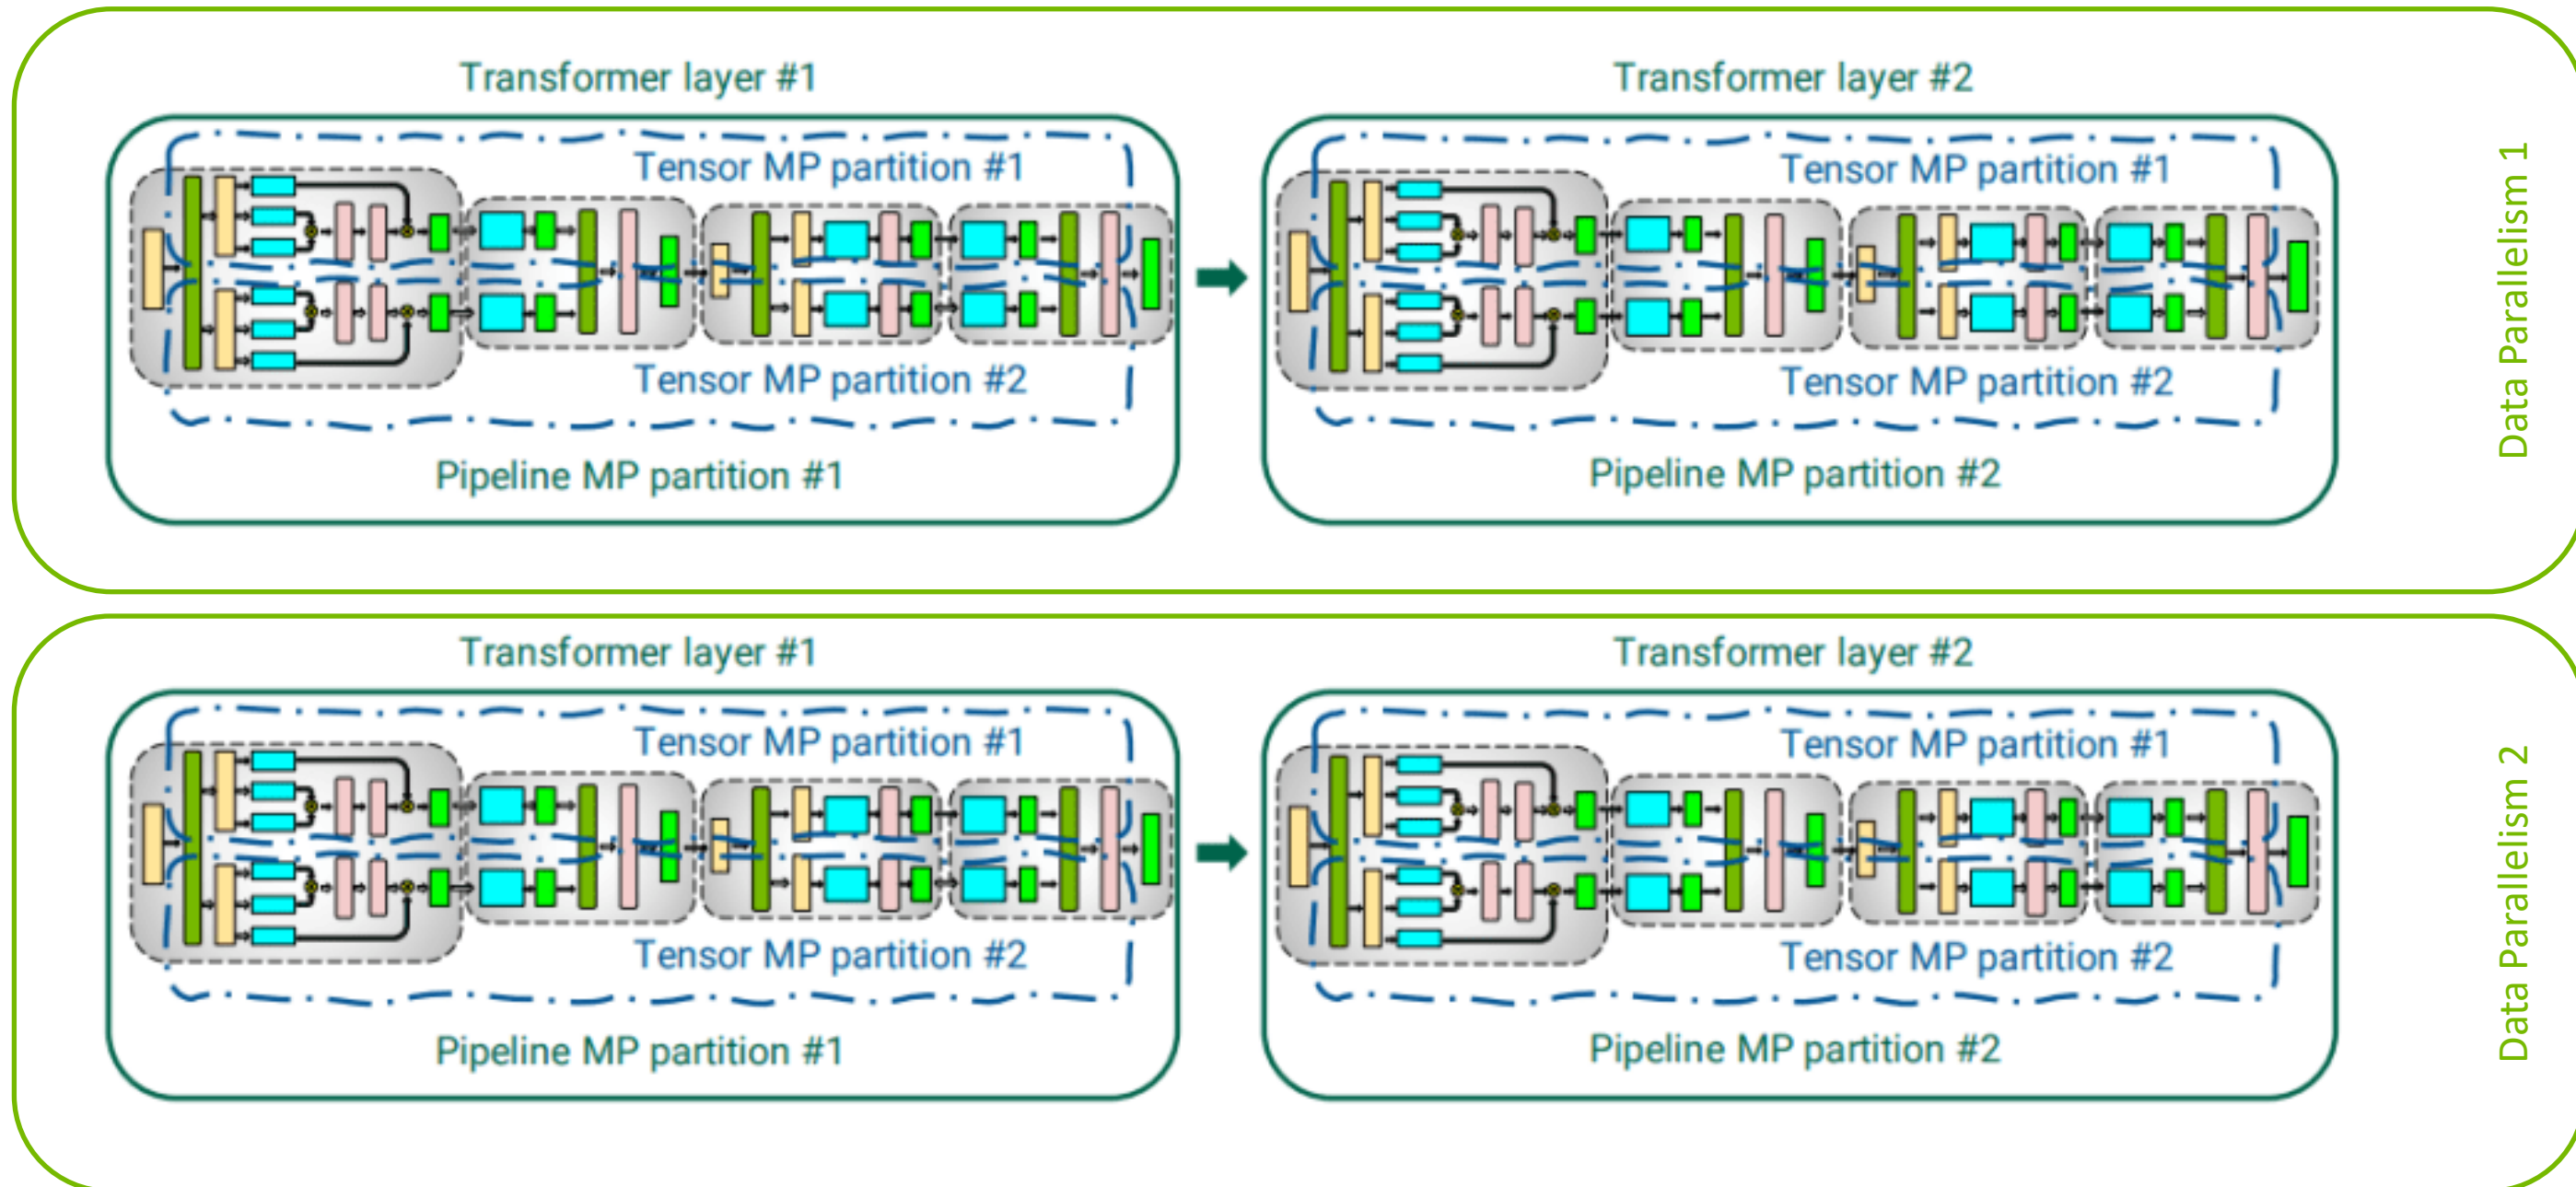 Transformer layer #1
Transformer layer #2
Tensor MP partition #1
Tensor MP partition #1
Tensor MP partition #2
Tensor MP partition #2
Pipeline MP partition #1
Pipeline MP partition #2
Data Parallelism 1
Transformer layer #1
Transformer layer #2
Tensor MP partition #1
Tensor MP partition #1
Tensor MP partition #2
Tensor MP partition #2
Pipeline MP partition #1
Pipeline MP partition #2
Data Parallelism 2